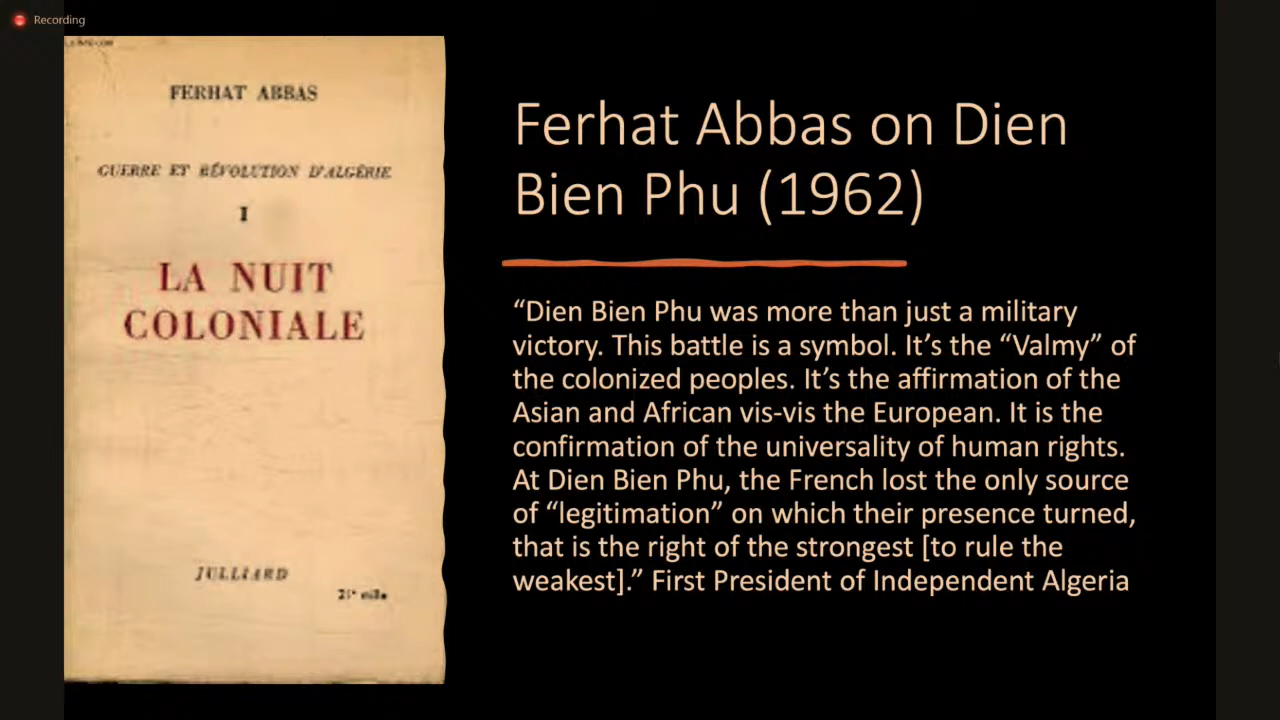 Recording
FERHAT ABBAS
GUERRE ET RÉVOLUTION D'ALGÉRIE
I
LA NUIT
COLONIALE
JULLIARD
Ferhat Abbas on Dien
Bien Phu (1962)
“Dien Bien Phu was more than just a military
victory. This battle is a symbol. It’s the “Valmy” of
the colonized peoples. It’s the affirmation of the
Asian and African vis-vis the European. It is the
confirmation of the universality of human rights.
At Dien Bien Phu, the French lost the only source
of “legitimation” on which their presence turned,
that is the right of the strongest [to rule the
weakest].” First President of Independent Algeria